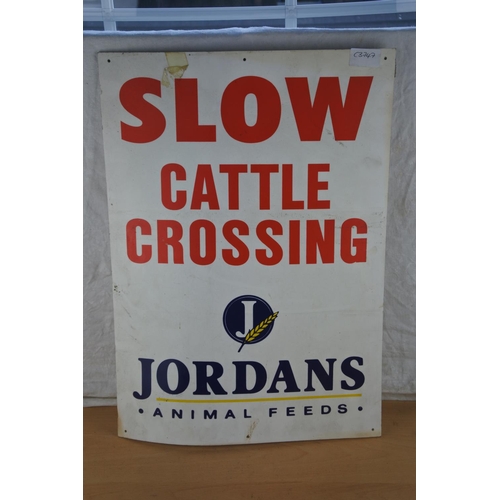 SLOW
CATTLE
CROSSING
J
JORDANS
• ANIMAL FEEDS •